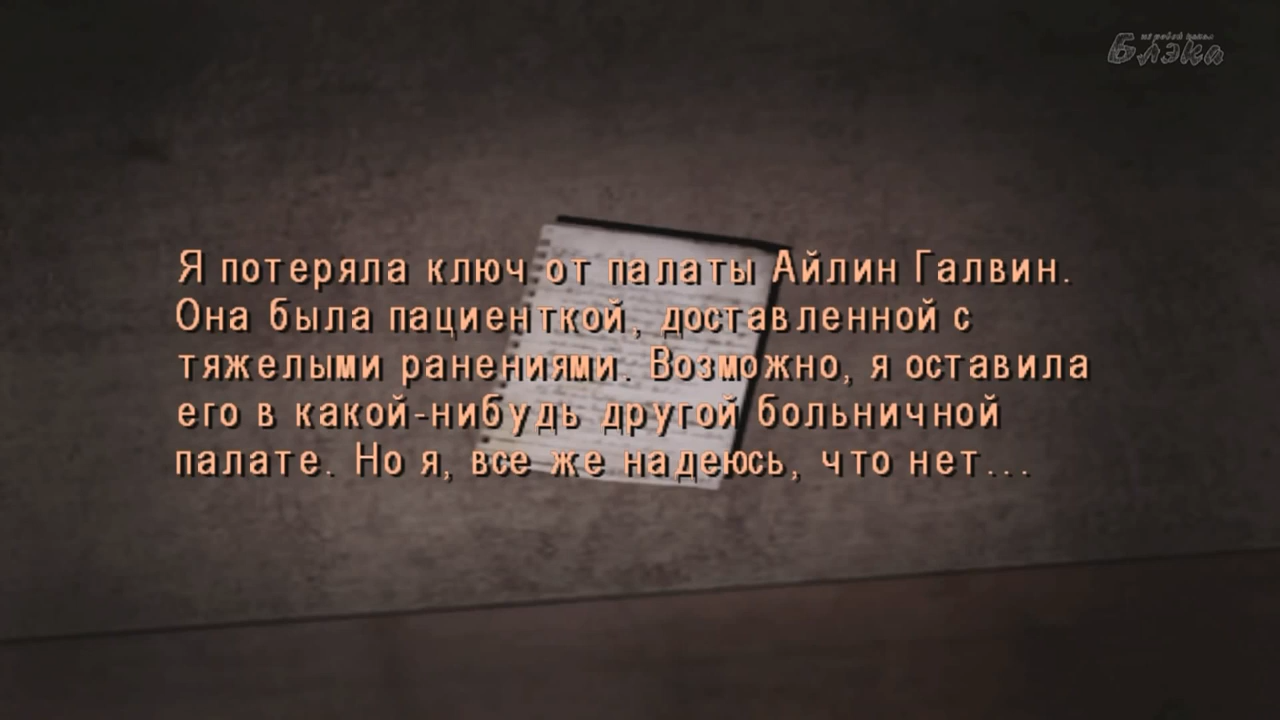 Блэка
Я потеряла ключ от палаты Айлин Галвин.
Она была пациенткой, доставленной с
тяжелыми ранениями. Возможно, я оставила
его в какой-нибудь другой больничной
палате. Но я, все же надеюсь, что нет...